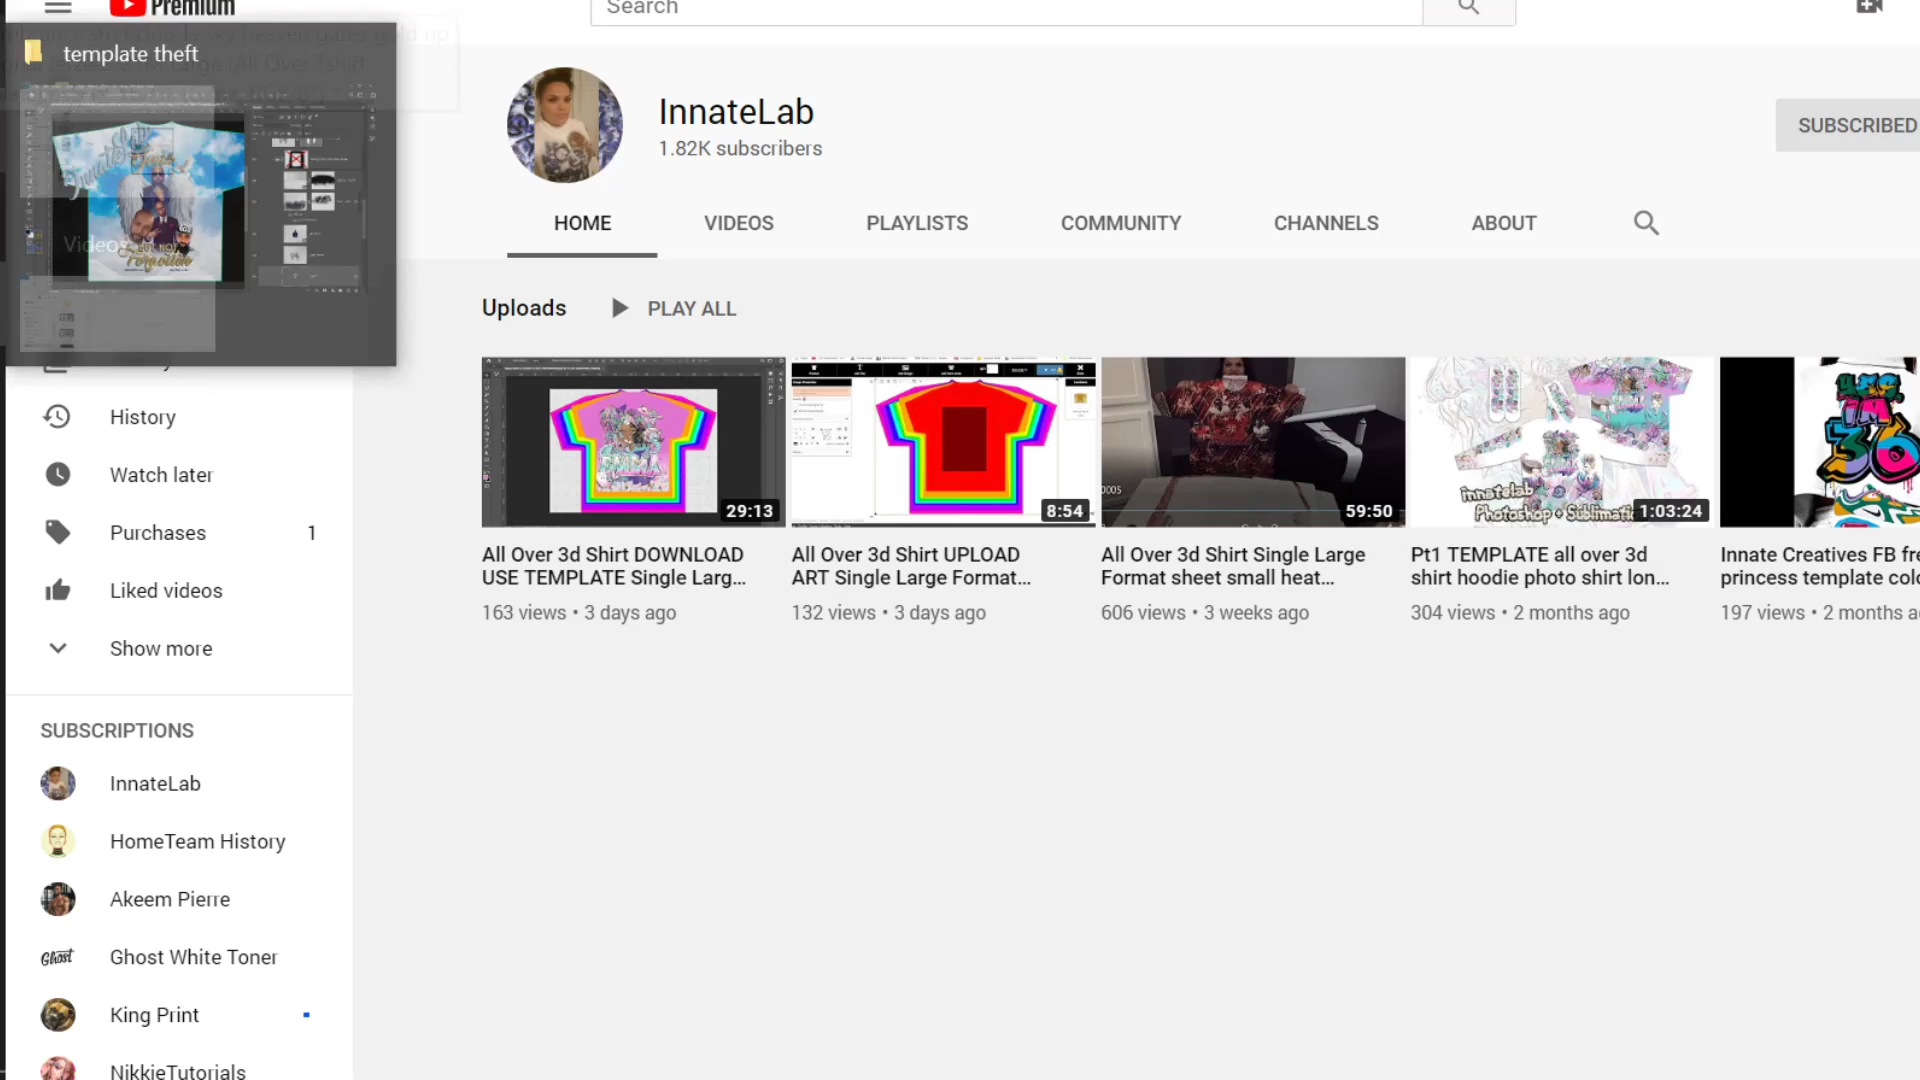 Premium
Search
template theft
Videos
InnateLab
1.82K subscribers
SUBSCRIBED
HOME VIDEOS PLAYLISTS COMMUNITY CHANNELS ABOUT
Uploads PLAY ALL
29:13
8:54
0005
59:50
innatelab
1:03:24
All Over 3d Shirt DOWNLOAD
USE TEMPLATE Single Larg...
163 views • 3 days ago
All Over 3d Shirt UPLOAD
ART Single Large Format...
132 views • 3 days ago
All Over 3d Shirt Single Large
Format sheet small heat...
606 views • 3 weeks ago
Pt1 TEMPLATE all over 3d
shirt hoodie photo shirt lon...
304 views • 2 months ago
Innate Creatives FB
princess template
197 views • 2 months
History
Watch later
Purchases 1
Liked videos
Show more
SUBSCRIPTIONS
InnateLab
HomeTeam History
Akeem Pierre
Ghost
Ghost White Toner
King Print
NikkieTutorials